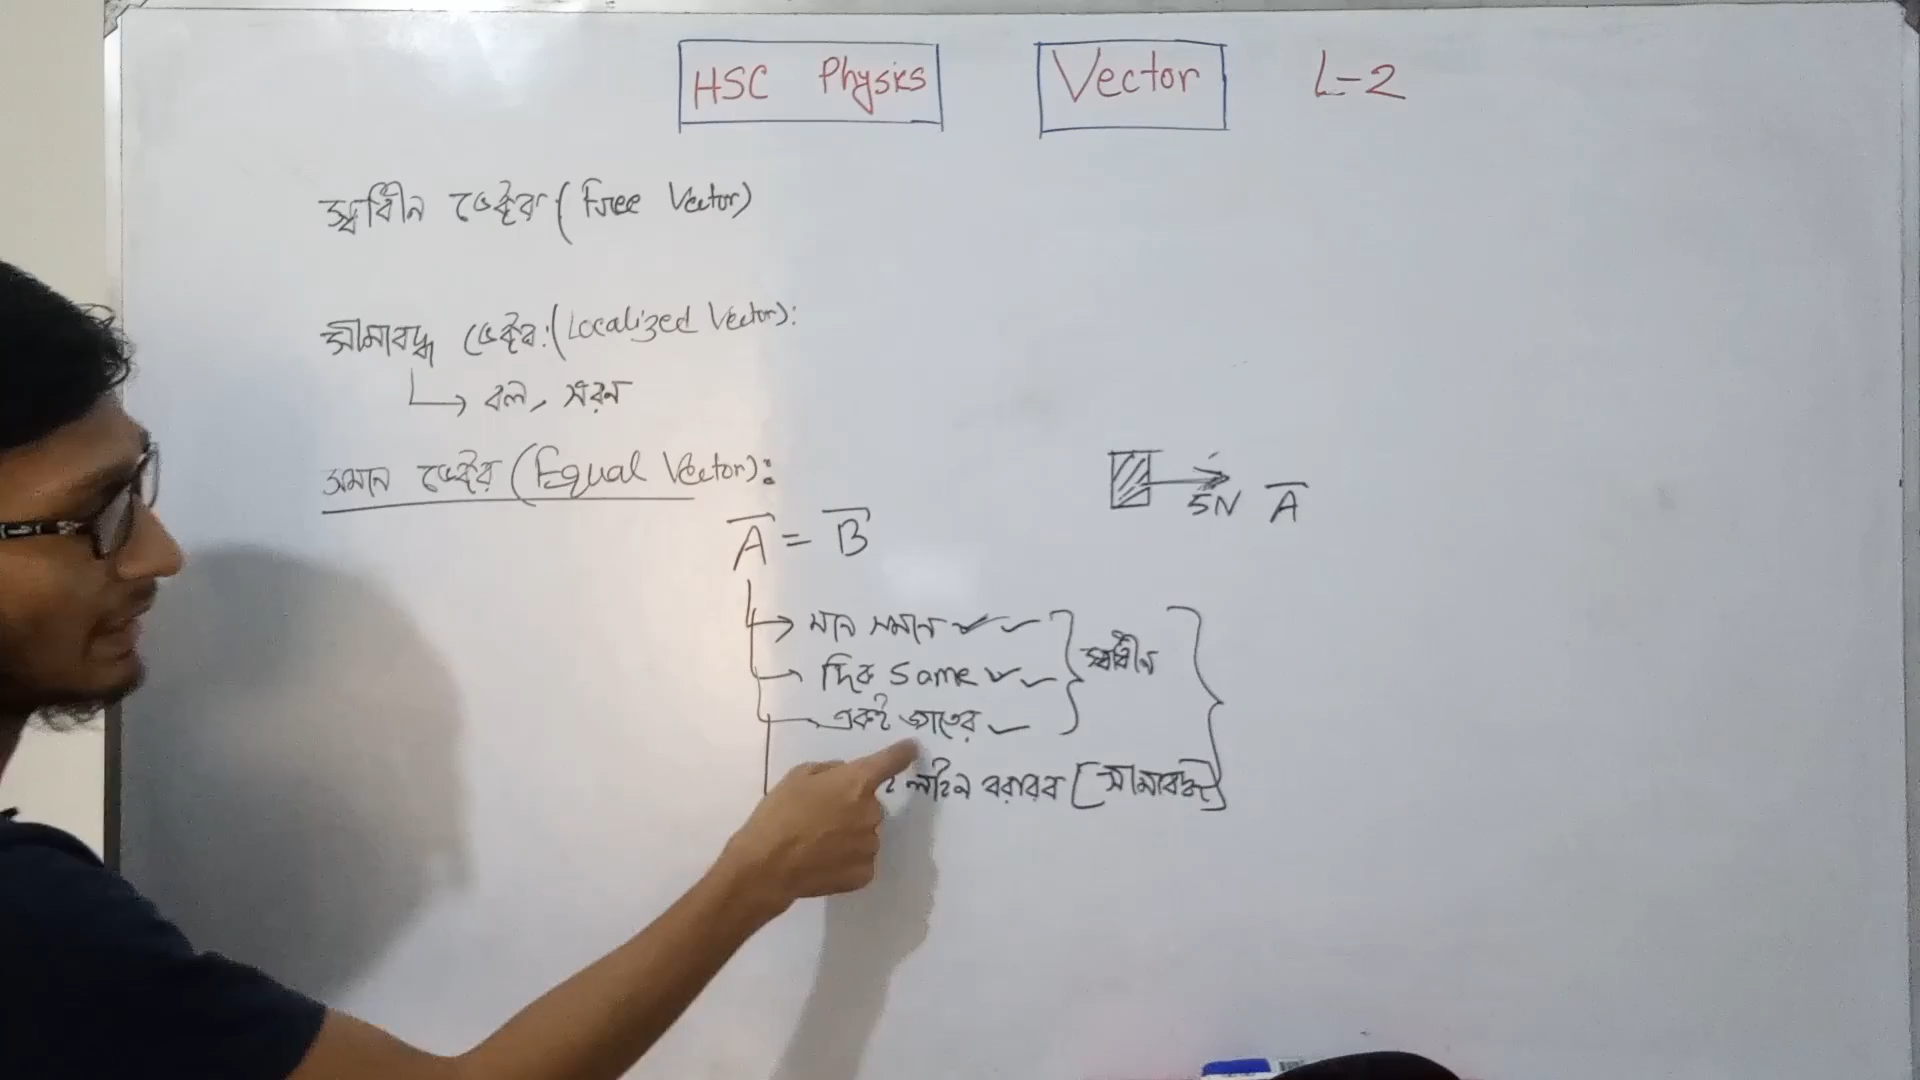 HSC Physics Vector L-2
স্বাধীন ভেক্টর (Free Vector)
সীমাবদ্ধ ভেক্টর: (Localized Vector):
বল, সরন
সমান ভেক্টর (Equal Vector):
5N A
A = B
মান সমান
দিক same
স্বাধীন
একই জাতের
লাইন বরাবর [সীমাবদ্ধ]